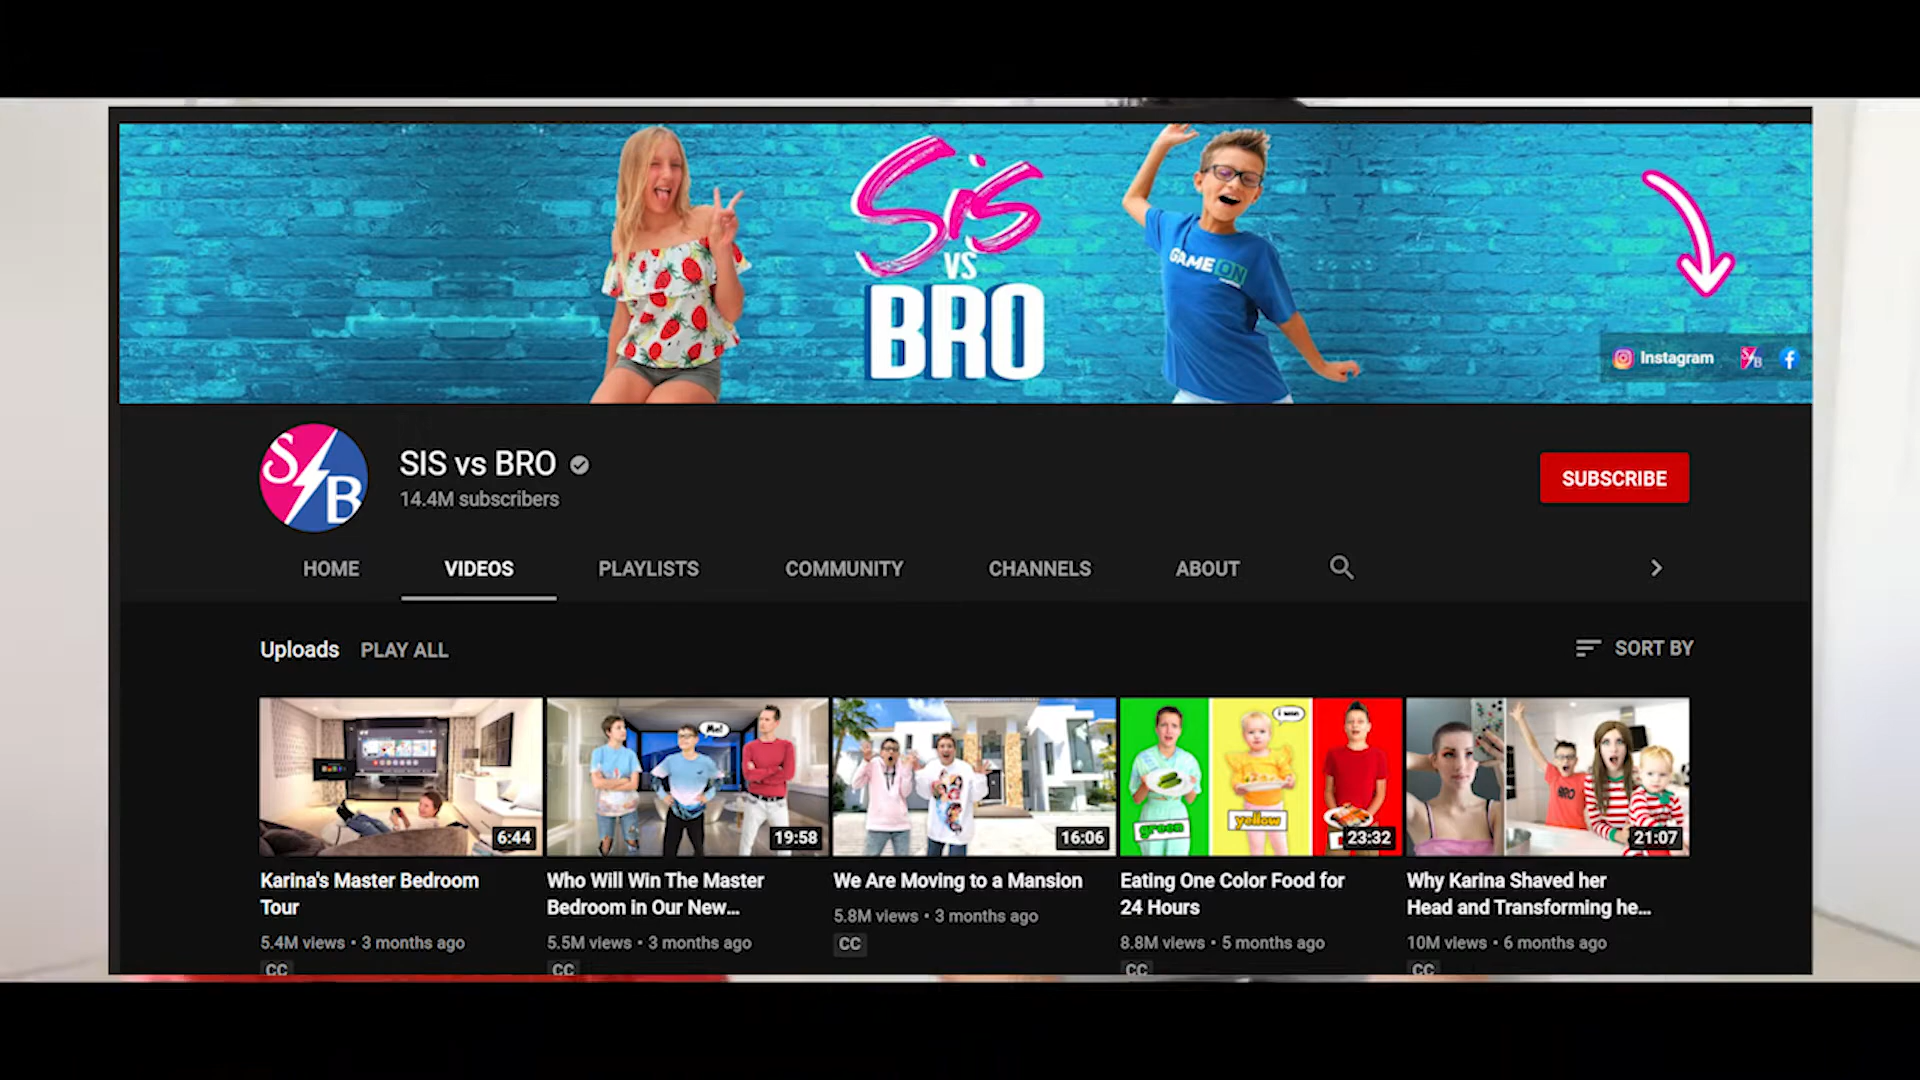 Sis
VS
BRO
GAME ON
Instagram
S B
SIS vs BRO
14.4M subscribers
SUBSCRIBE
HOME VIDEOS PLAYLISTS COMMUNITY CHANNELS ABOUT
Uploads PLAY ALL SORT BY
6:44
Me!
19:58
16:06
I won
green
yellow
23:32
BRO
21:07
Karina's Master Bedroom
Tour
5.4M views • 3 months ago
CC
Who Will Win The Master
Bedroom in Our New...
5.5M views • 3 months ago
CC
We Are Moving to a Mansion
5.8M views • 3 months ago
CC
Eating One Color Food for
24 Hours
8.8M views • 5 months ago
CC
Why Karina Shaved her
Head and Transforming he...
10M views • 6 months ago
CC